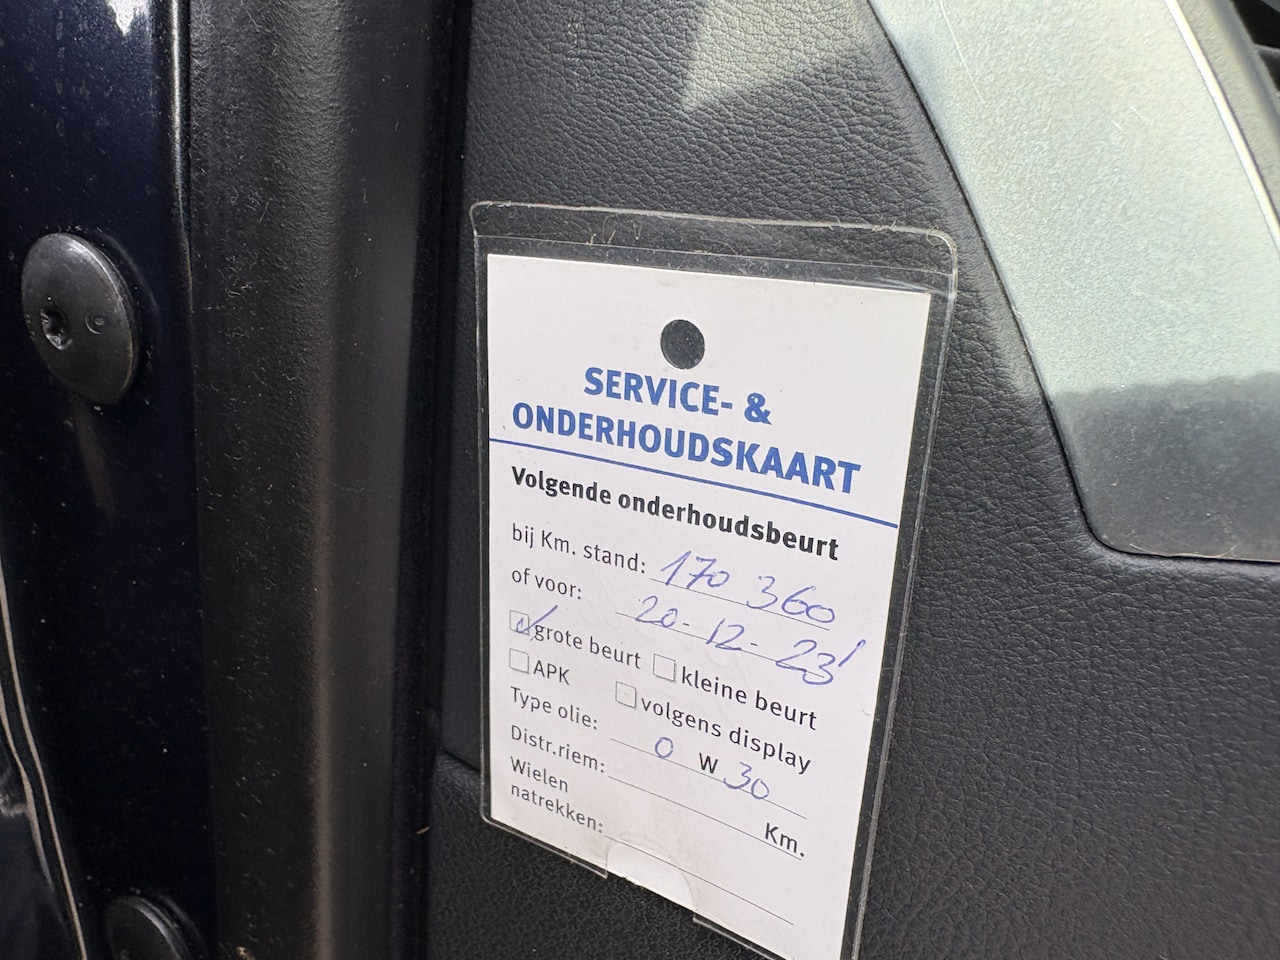 SERVICE- &
ONDERHOUDSKAART
Volgende onderhoudsbeurt
bij Km. stand: 170 360
of voor: 20-12-23'
grote beurt kleine beurt
APK volgens display
Type olie: 0 W 30
Distr.riem: Km.
Wielen
natrekken: